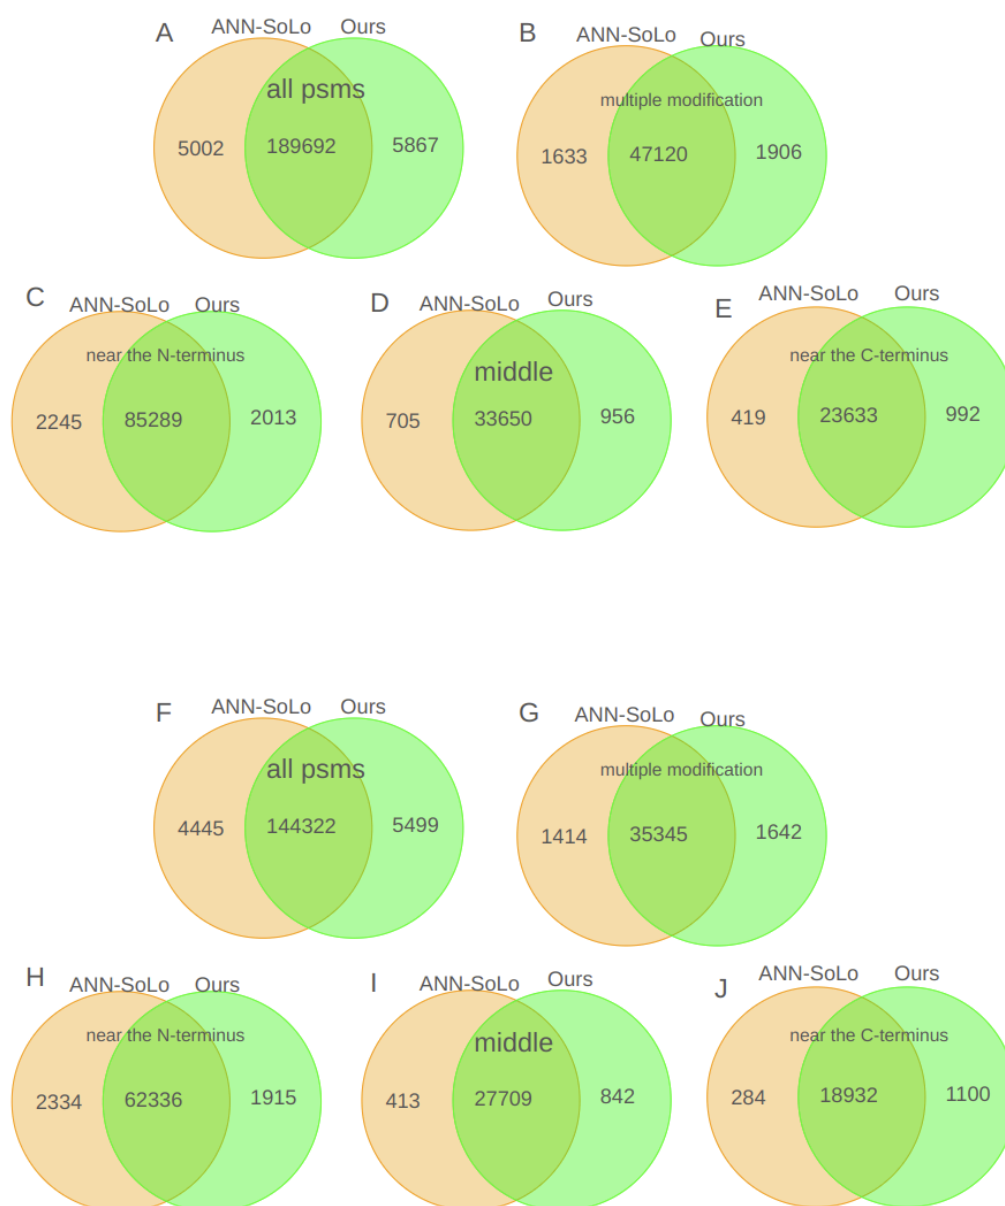 A ANN-SoLo Ours
all psms
5002 189692 5867
B ANN-SoLo Ours
multiple modification
1633 47120 1906
C ANN-SoLo Ours
near the N-terminus
2245 85289 2013
D ANN-SoLo Ours
middle
705 33650 956
E ANN-SoLo Ours
near the C-terminus
419 23633 992
F ANN-SoLo Ours
all psms
4445 144322 5499
G ANN-SoLo Ours
multiple modification
1414 35345 1642
H ANN-SoLo Ours
near the N-terminus
2334 62336 1915
I ANN-SoLo Ours
middle
413 27709 842
J ANN-SoLo Ours
near the C-terminus
284 18932 1100